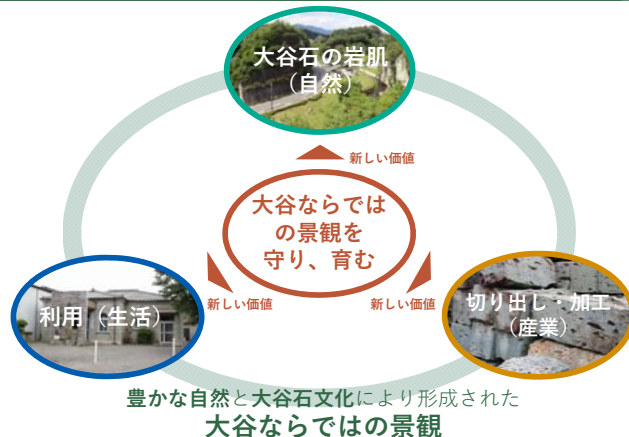 大谷石の岩肌
（自然）
新しい価値
大谷ならでは
の景観を
守り、育む
新しい価値
新しい価値
利用（生活）
切り出し・加工
（産業）
豊かな自然と大谷石文化により形成された
大谷ならではの景観